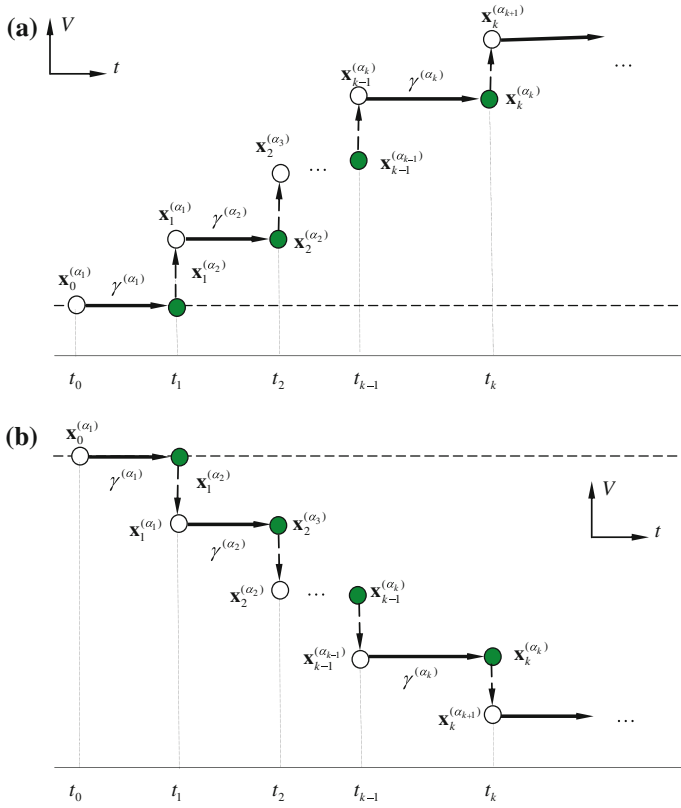 (a)
V
t
x_k^{(α_{k+1})}
...
x_{k-1}^{(α_k)}
γ^{(α_k)}
x_k^{(α_k)}
x_2^{(α_3)}
...
x_{k-1}^{(α_{k-1})}
x_1^{(α_1)}
γ^{(α_2)}
x_2^{(α_2)}
x_0^{(α_1)}
γ^{(α_1)}
x_1^{(α_2)}
t_0 t_1 t_2 t_{k-1} t_k
(b)
x_0^{(α_1)}
γ^{(α_1)}
x_1^{(α_2)}
V
t
x_1^{(α_1)}
γ^{(α_2)}
x_2^{(α_3)}
x_2^{(α_2)}
...
x_{k-1}^{(α_k)}
x_{k-1}^{(α_{k-1})}
γ^{(α_k)}
x_k^{(α_k)}
x_k^{(α_{k+1})}
...
t_0 t_1 t_2 t_{k-1} t_k